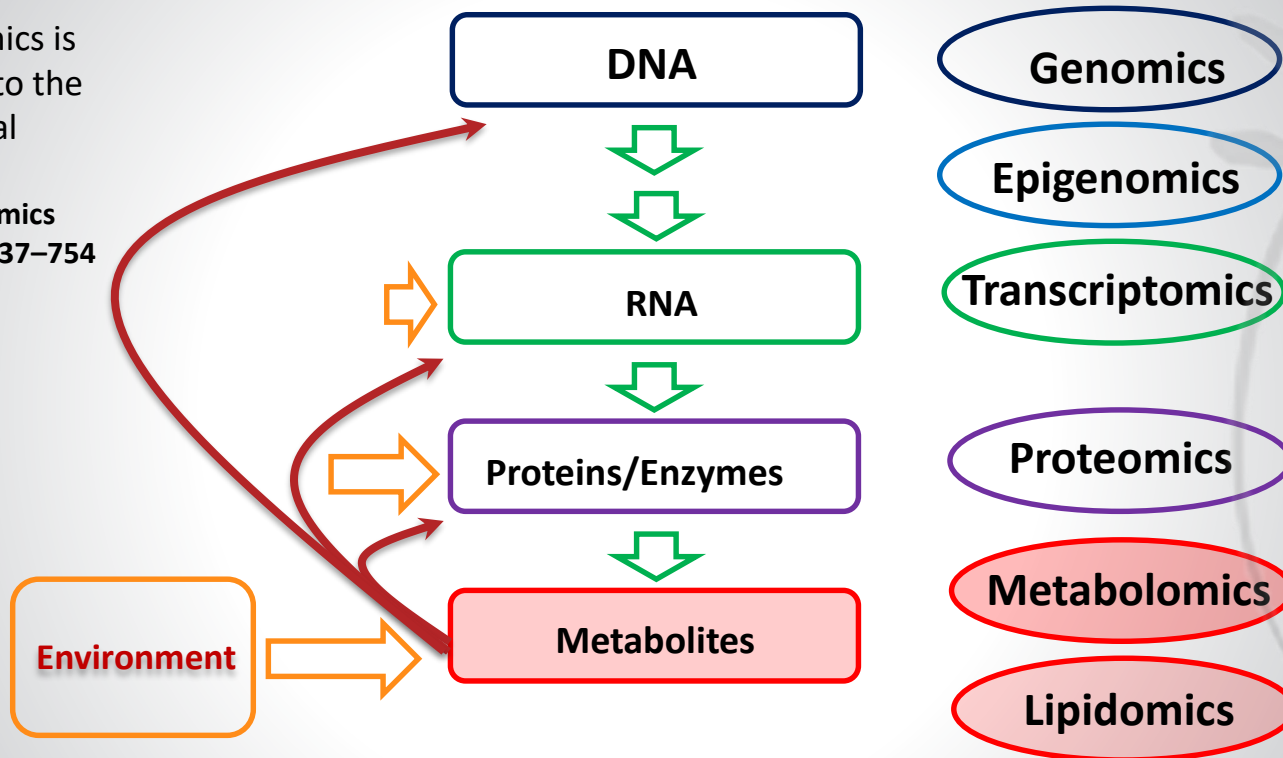 nics is
to the
al
omics
37–754
DNA
RNA
Proteins/Enzymes
Metabolites
Environment
Genomics
Epigenomics
Transcriptomics
Proteomics
Metabolomics
Lipidomics